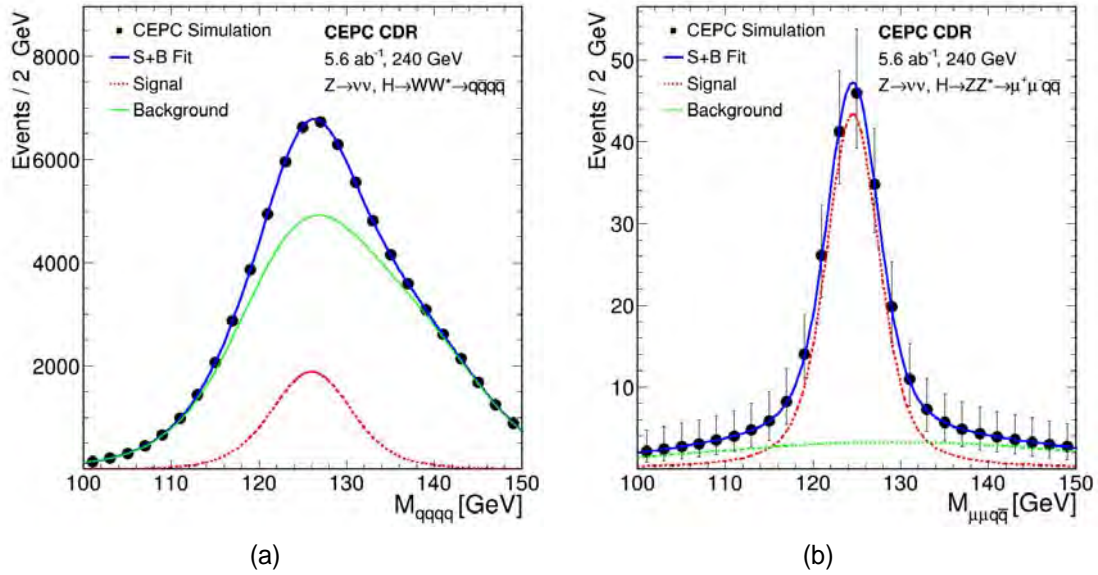 Events / 2 GeV
CEPC Simulation
S+B Fit
Signal
Background
CEPC CDR
5.6 ab⁻¹, 240 GeV
Z→νν, H→WW*→qq̄qq̄
8000
6000
4000
2000
100 110 120 130 140 150
M_qqqq [GeV]
(a)
Events / 2 GeV
CEPC Simulation
S+B Fit
Signal
Background
CEPC CDR
5.6 ab⁻¹, 240 GeV
Z→νν, H→ZZ*→μ⁺μ⁻qq̄
50
40
30
20
10
100 110 120 130 140 150
M_μμqq̄ [GeV]
(b)